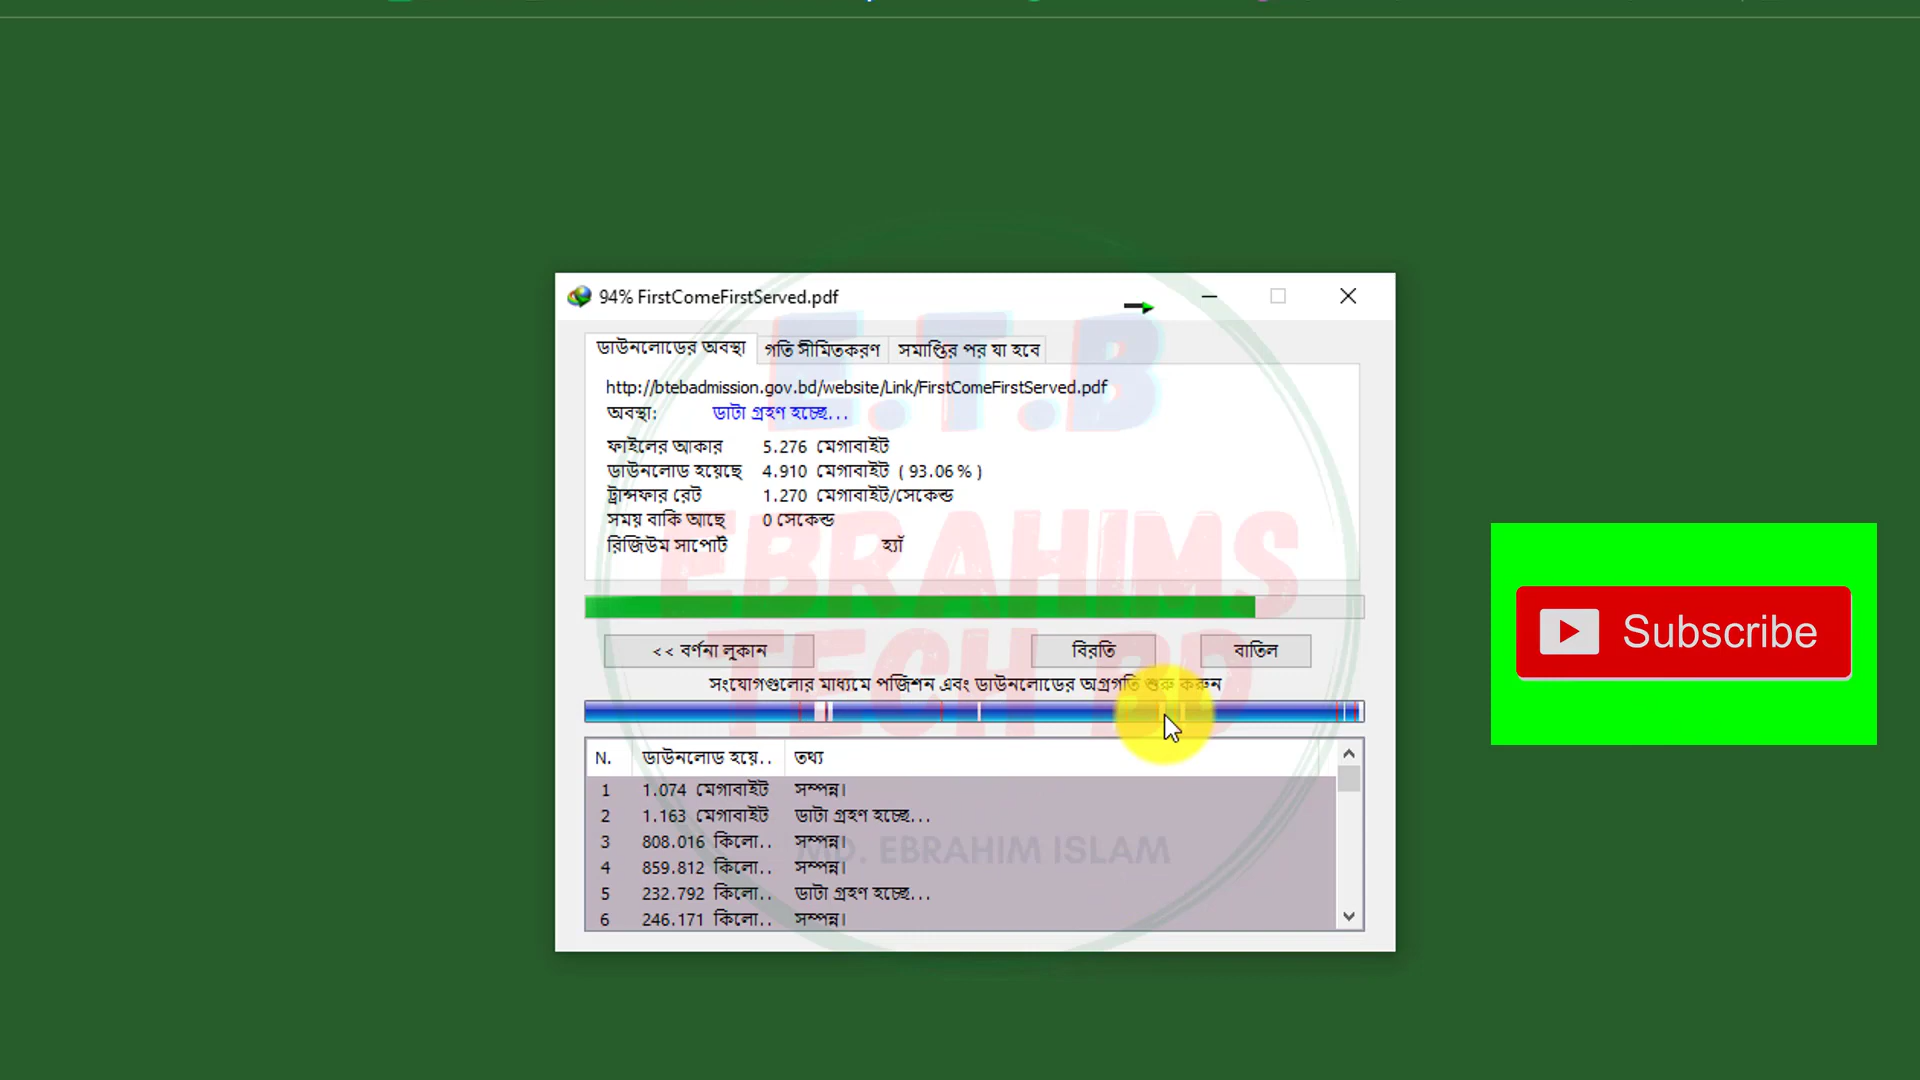 94% FirstComeFirstServed.pdf
ডাউনলোডের অবস্থা গতি সীমিতকরণ সমাপ্তির পর যা হবে
http://btebadmission.gov.bd/website/Link/FirstComeFirstServed.pdf
অবস্থা: ডাটা গ্রহণ হচ্ছে...
ফাইলের আকার 5.276 মেগাবাইট
ডাউনলোড হয়েছে 4.910 মেগাবাইট ( 93.06 % )
ট্রান্সফার রেট 1.270 মেগাবাইট/সেকেন্ড
সময় বাকি আছে 0 সেকেন্ড
রিজিউম সাপোর্ট হ্যাঁ
<< বর্ণনা লুকান বিরতি বাতিল
সংযোগগুলোর মাধ্যমে পজিশন এবং ডাউনলোডের অগ্রগতি শুরু করুন
N. ডাউনলোড হয়ে.. তথ্য
1 1.074 মেগাবাইট সম্পন্ন।
2 1.163 মেগাবাইট ডাটা গ্রহণ হচ্ছে...
3 808.016 কিলো.. সম্পন্ন।
4 859.812 কিলো.. সম্পন্ন।
5 232.792 কিলো.. ডাটা গ্রহণ হচ্ছে...
6 246.171 কিলো.. সম্পন্ন।
E.T.B
EBRAHIMS
TECH BD
MD. EBRAHIM ISLAM
Subscribe